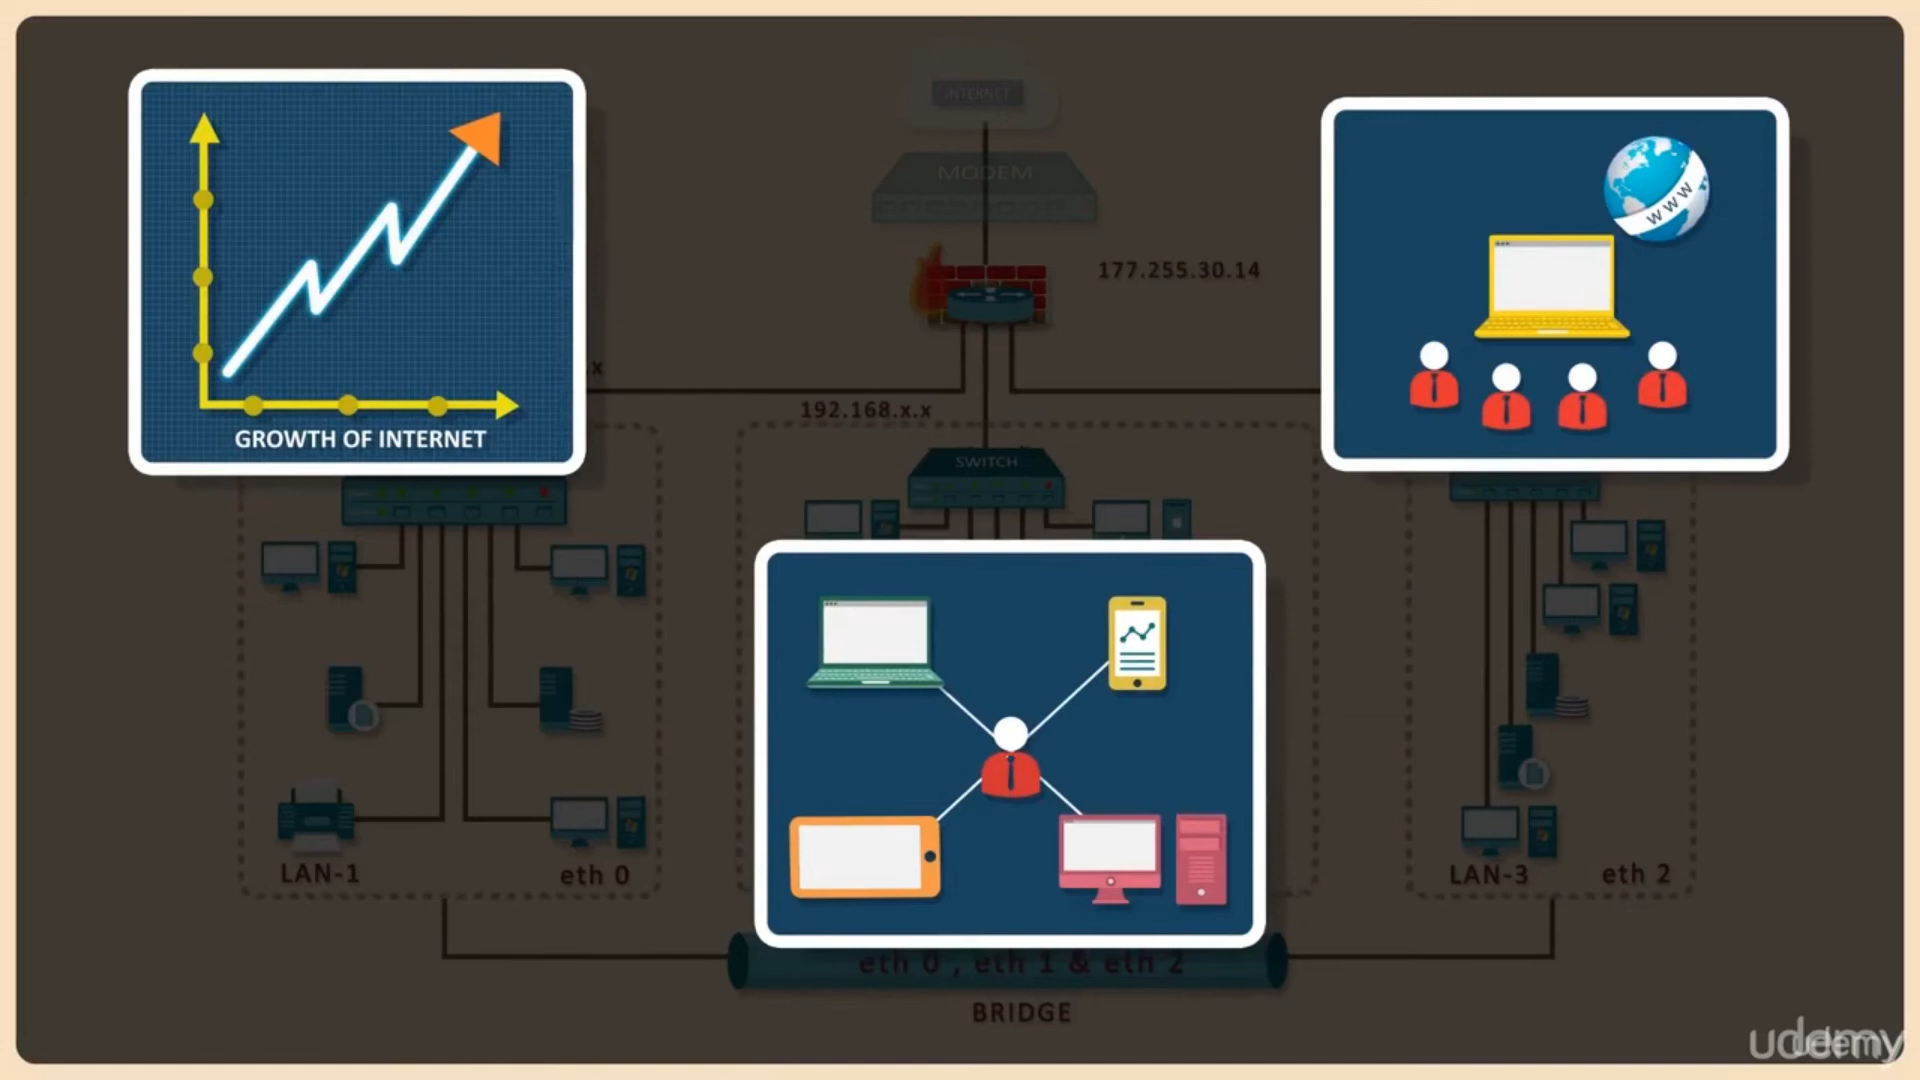 INTERNET
MODEM
177.255.30.14
GROWTH OF INTERNET
WWW
.x
192.168.x.x
SWITCH
LAN-1
eth 0
LAN-3
eth 2
eth 0 , eth 1 & eth 2
BRIDGE
udemy